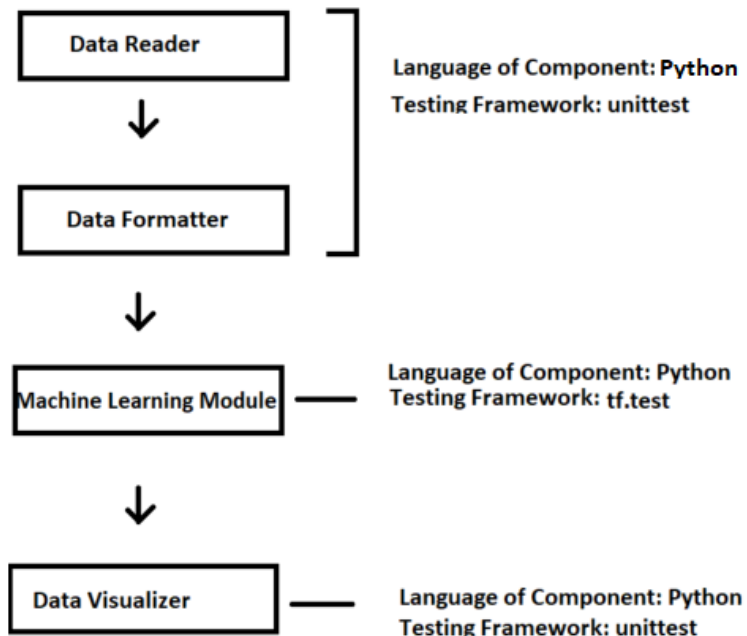 Data Reader
Language of Component: Python
Testing Framework: unittest
Data Formatter
Machine Learning Module
Language of Component: Python
Testing Framework: tf.test
Data Visualizer
Language of Component: Python
Testing Framework: unittest